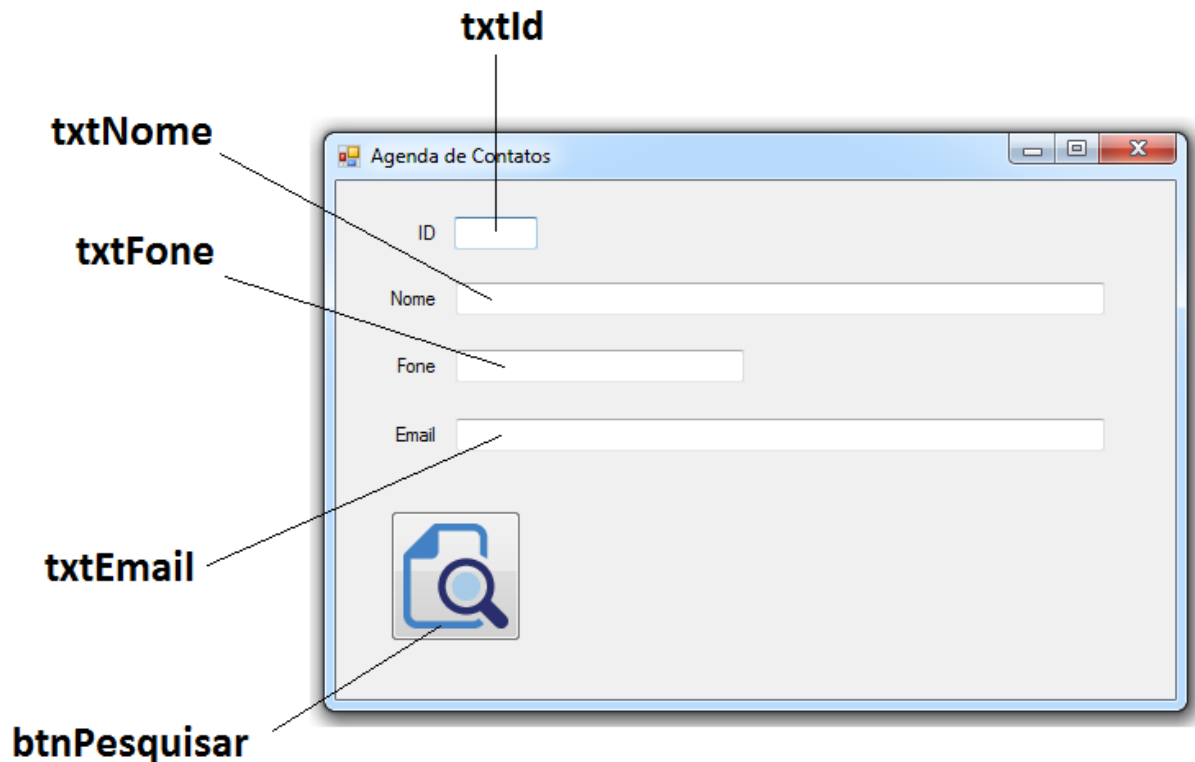 txtId
txtNome
Agenda de Contatos
txtFone
ID
Nome
Fone
Email
txtEmail
btnPesquisar